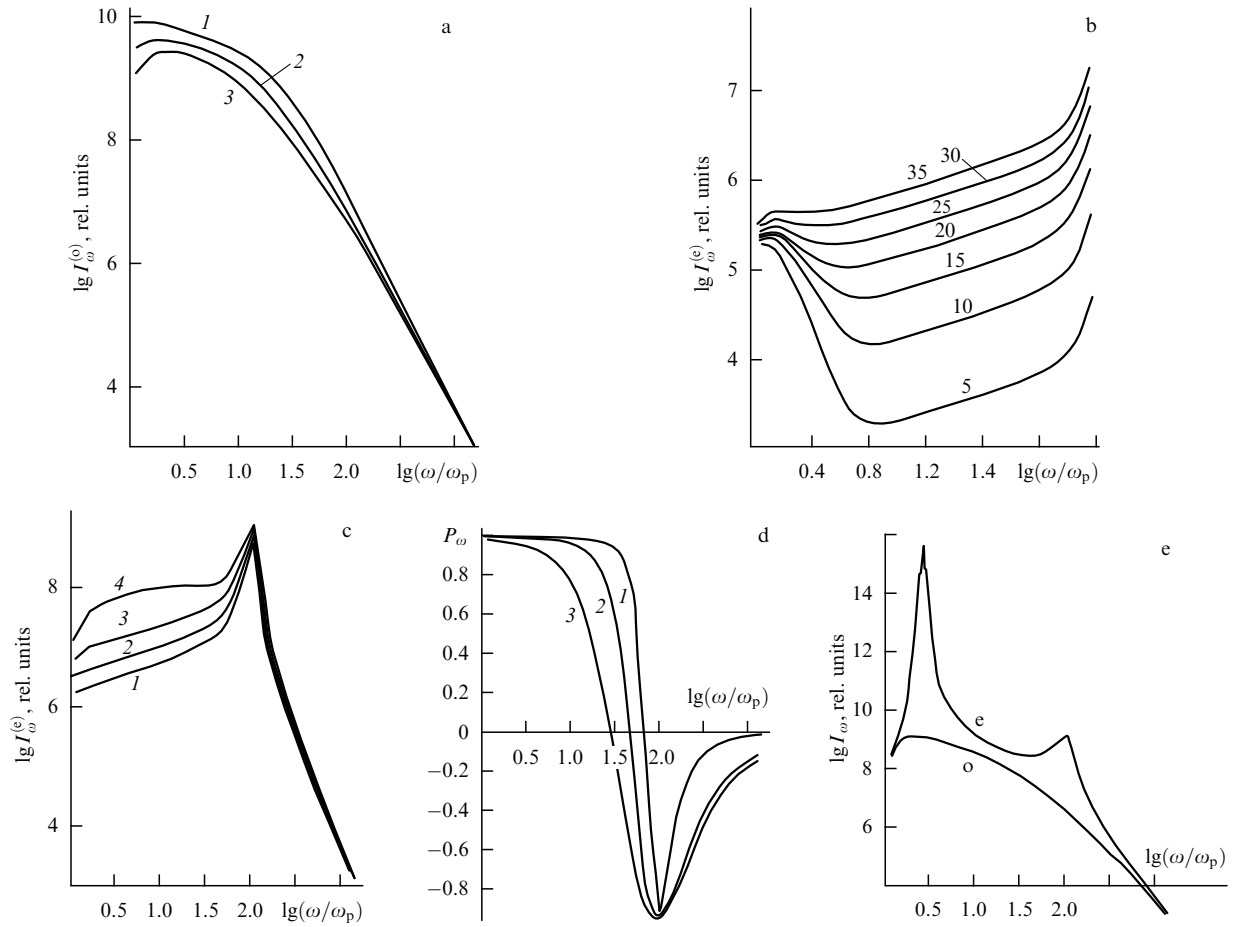 a
10
8
6
4
lg I_ω^(o), rel. units
1
2
3
0.5 1.0 1.5 2.0 lg(ω/ω_p)
b
7
6
5
4
lg I_ω^(e), rel. units
35
30
25
20
15
10
5
0.4 0.8 1.2 1.4 lg(ω/ω_p)
c
8
6
4
lg I_ω^(e), rel. units
4
3
2
1
0.5 1.0 1.5 2.0 lg(ω/ω_p)
d
P_ω
0.8
0.6
0.4
0.2
0
−0.2
−0.4
−0.6
−0.8
3
2
1
lg(ω/ω_p)
0.5 1.0 1.5 2.0
e
14
12
10
8
6
lg I_ω, rel. units
e
o
lg(ω/ω_p)
0.5 1.0 1.5 2.0